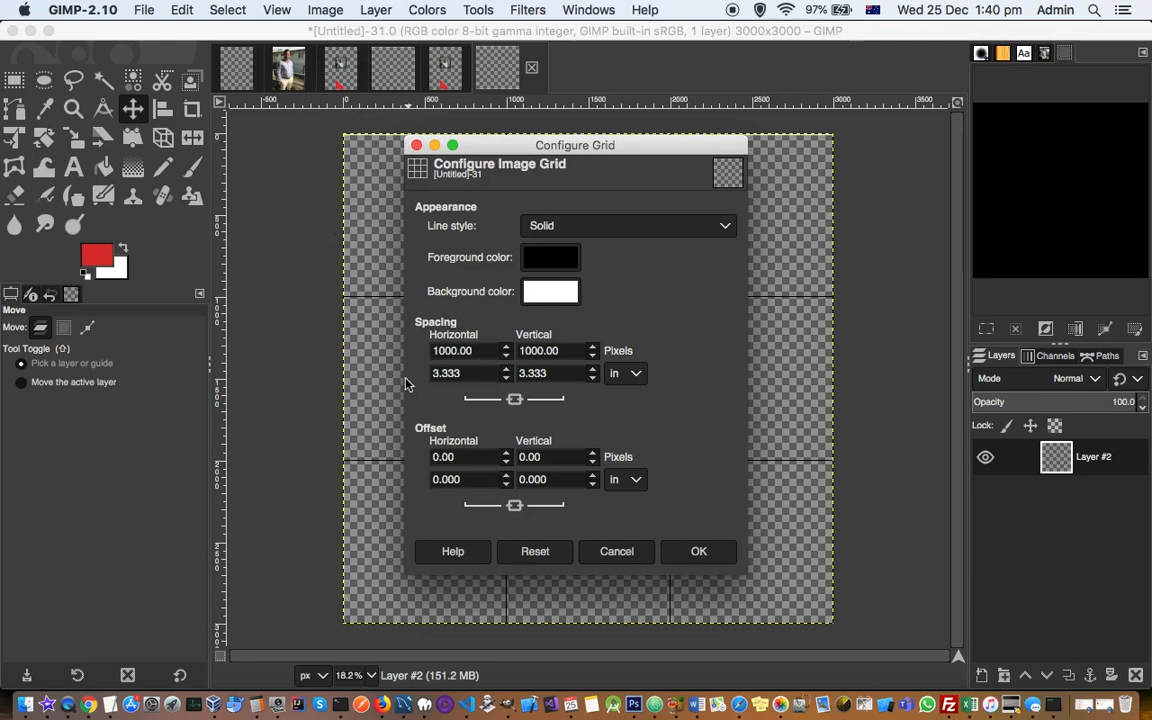 GIMP-2.10 File Edit Select View Image Layer Colors Tools Filters Windows Help 97% Wed 25 Dec 1:40 pm Admin
*[Untitled]-31.0 (RGB color 8-bit gamma integer, GIMP built-in sRGB, 1 layer) 3000x3000 – GIMP
Aa
-500 0 500 1000 1500 2000 2500 3000 3500
Configure Grid
Configure Image Grid
[Untitled]-31
Appearance
Line style: Solid
Foreground color:
Background color:
Spacing
Horizontal Vertical
1000.00 1000.00 Pixels
3.333 3.333 in
Offset
Horizontal Vertical
0.00 0.00 Pixels
0.000 0.000 in
Help Reset Cancel OK
Move
Move:
Tool Toggle (⇧)
Pick a layer or guide
Move the active layer
Layers Channels Paths
Mode Normal
Opacity 100.0
Lock:
Layer #2
px 18.2% Layer #2 (151.2 MB)